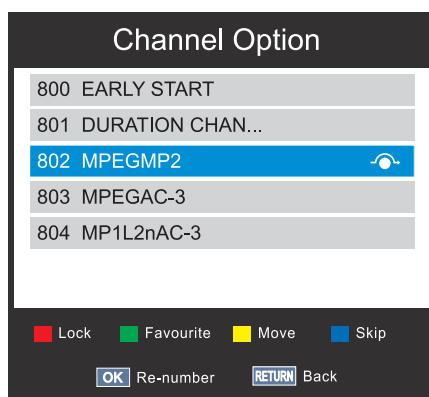 Channel Option
800 EARLY START
801 DURATION CHAN...
802 MPEGMP2
803 MPEGAC-3
804 MP1L2nAC-3
Lock Favourite Move Skip
OK Re-number RETURN Back